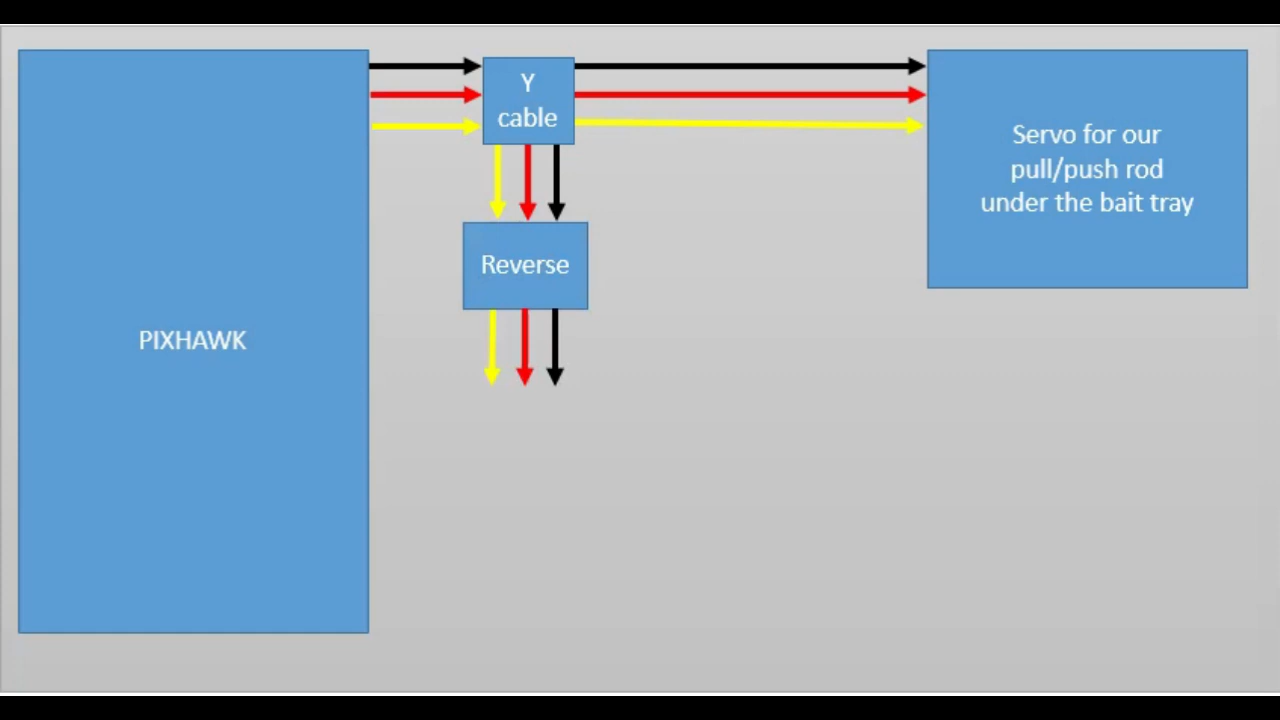 Y
cable
Servo for our
pull/push rod
under the bait tray
Reverse
PIXHAWK